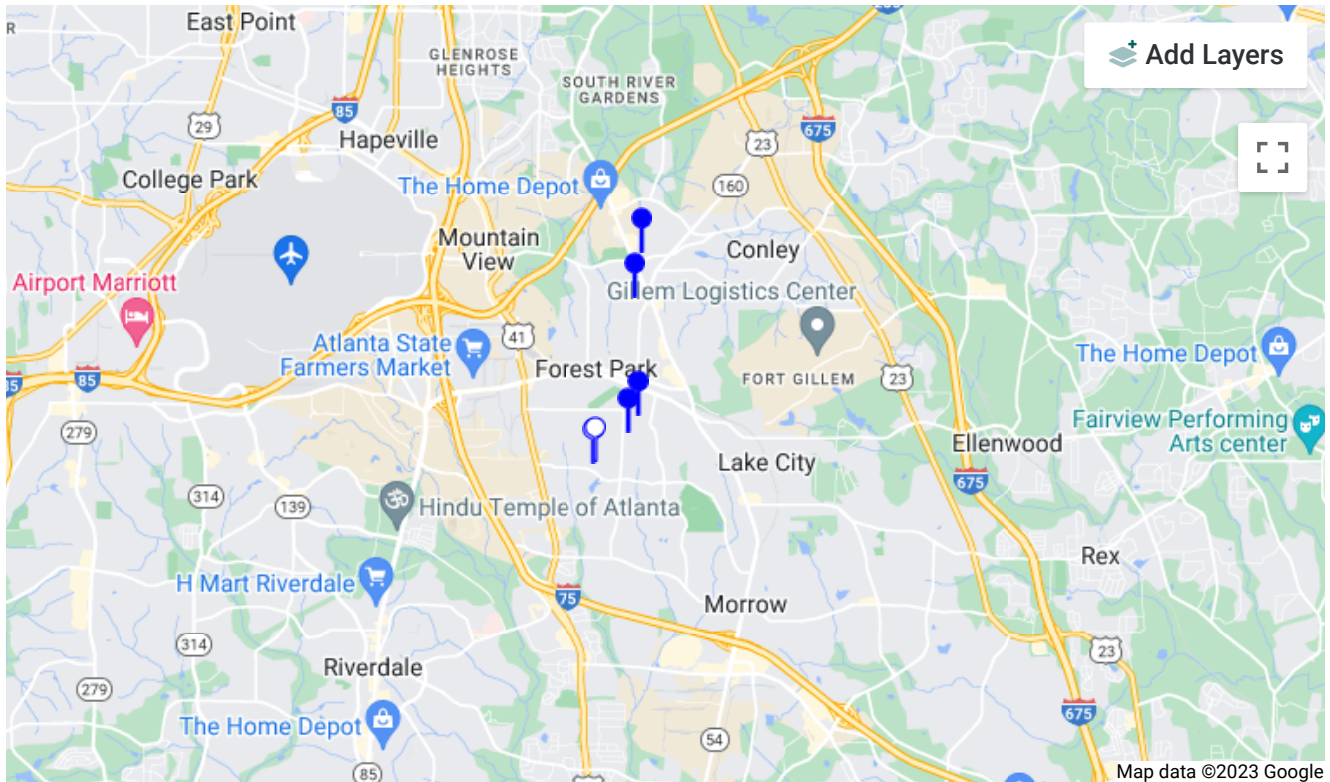 East Point
R
GLENROSE
HEIGHTS
SOUTH RIVER
GARDENS
Add Layers
85
29
Hapeville
675
23
College Park
The Home Depot
160
Mountain
View
Conley
Airport Marriott
Gillem Logistics Center
41
Atlanta State
Farmers Market
The Home Depot
Forest Park
FORT GILLEM
23
85
85
279
Fairview Performing
Arts center
Ellenwood
Lake City
675
314
139
Hindu Temple of Atlanta
Rex
H Mart Riverdale
75
Morrow
314
23
Riverdale
279
The Home Depot
675
54
85
Map data ©2023 Google